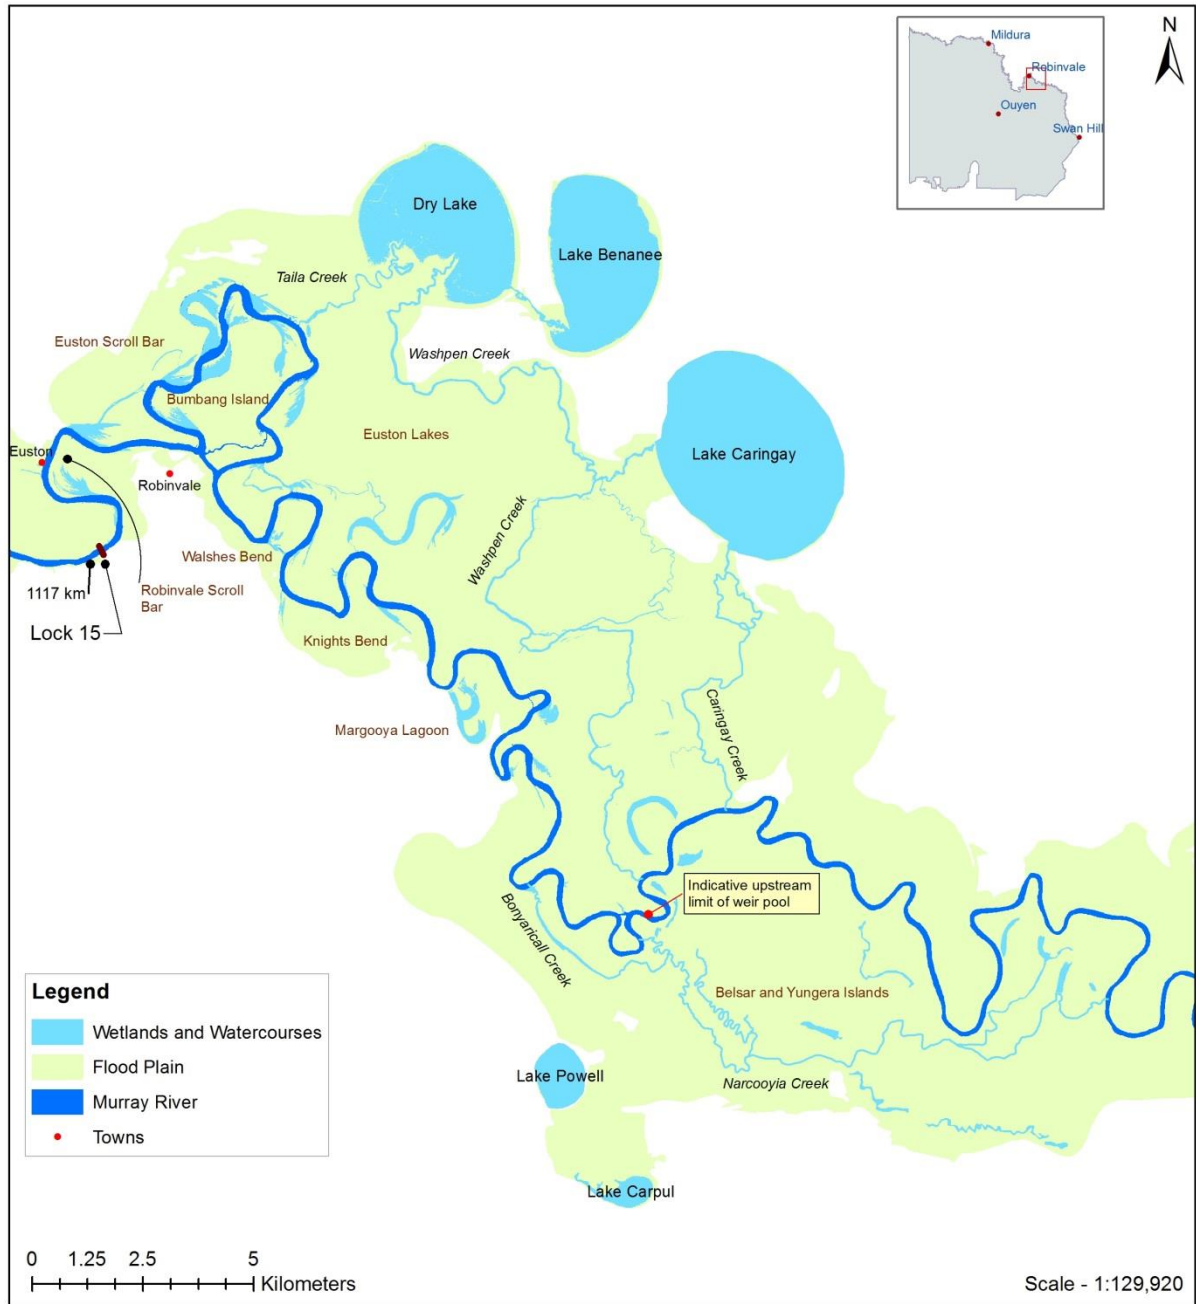 N
Mildura
Robinvale
Ouyen
Swan Hill
Dry Lake
Lake Benanee
Taila Creek
Euston Scroll Bar
Washpen Creek
Bumbang Island
Euston Lakes
Euston
Lake Caringay
Robinvale
Washpen Creek
Walshes Bend
1117 km
Robinvale Scroll
Bar
Lock 15
Knights Bend
Margooya Lagoon
Caringay Creek
Indicative upstream
limit of weir pool
Bonyaricall Creek
Belsar and Yungera Islands
Lake Powell
Narcooyia Creek
Lake Carpul
Legend
Wetlands and Watercourses
Flood Plain
Murray River
Towns
0 1.25 2.5 5
Kilometers
Scale - 1:129,920